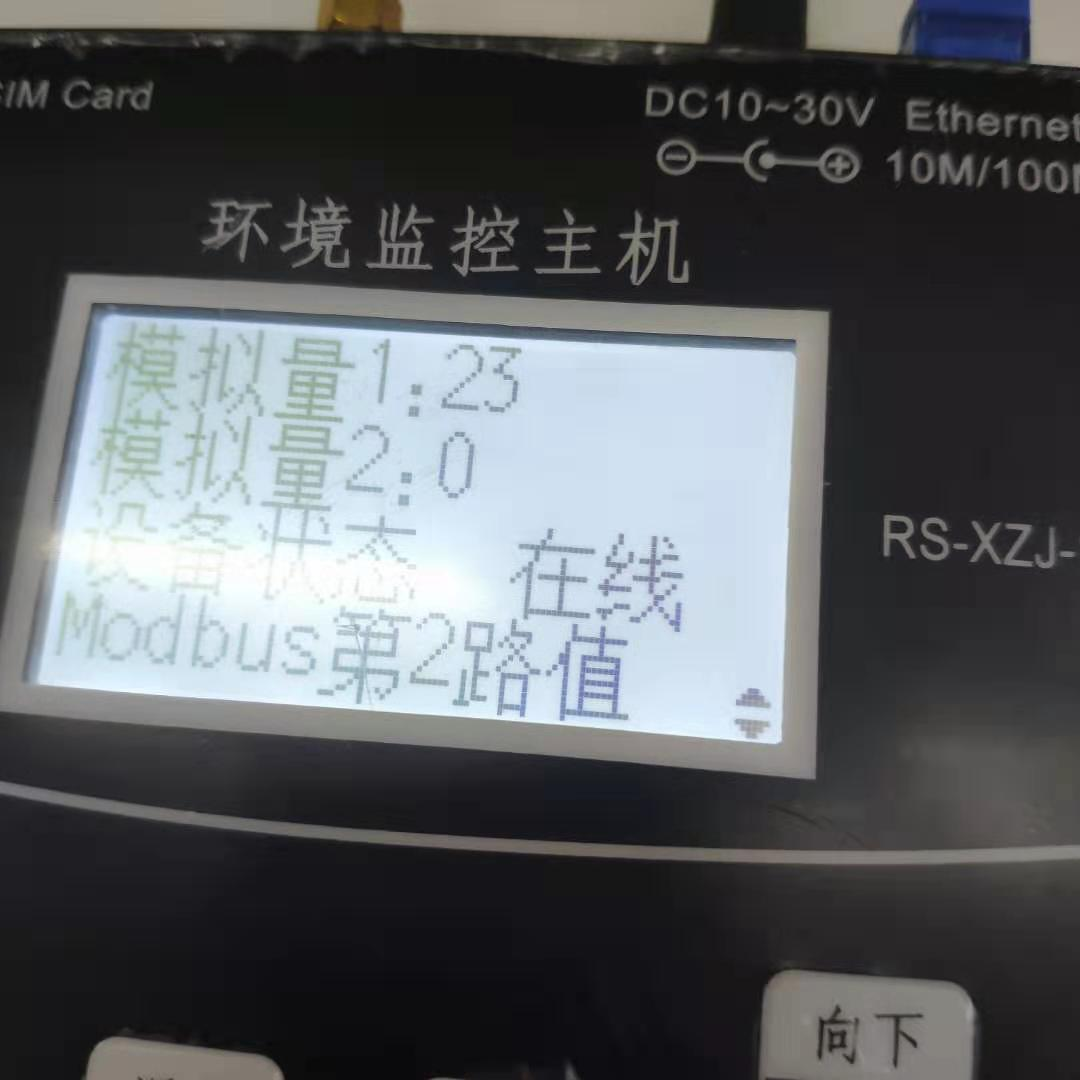 SIM Card
DC10~30V Ethernet
10M/100M
环境监控主机
模拟量1:23
模拟量2:0
设备状态 在线
Modbus第2路值
RS-XZJ-
向下